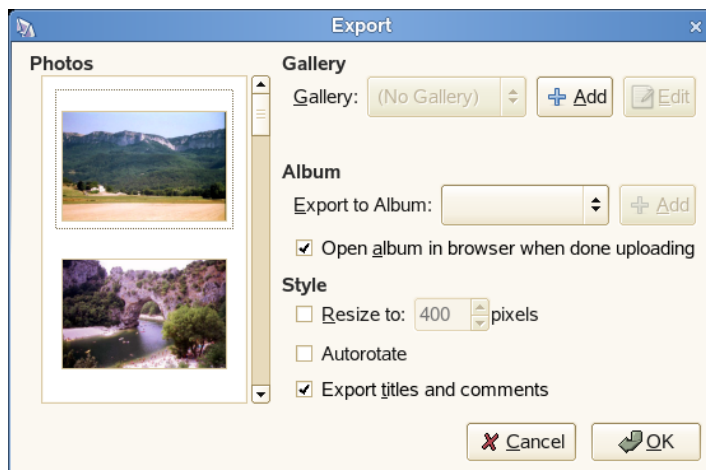 Export
Photos
Gallery
Gallery: (No Gallery) Add Edit
Album
Export to Album: Add
Open album in browser when done uploading
Style
Resize to: 400 pixels
Autorotate
Export titles and comments
Cancel OK